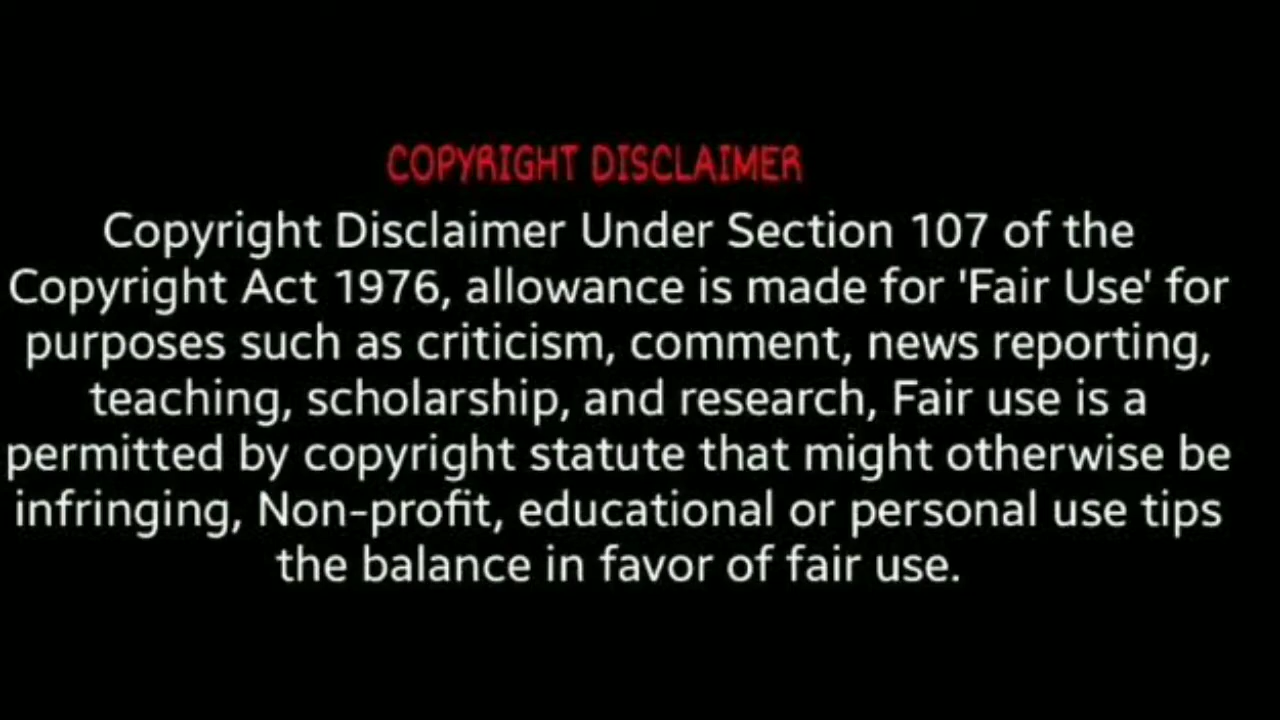 COPYRIGHT DISCLAIMER
Copyright Disclaimer Under Section 107 of the
Copyright Act 1976, allowance is made for 'Fair Use' for
purposes such as criticism, comment, news reporting,
teaching, scholarship, and research, Fair use is a
permitted by copyright statute that might otherwise be
infringing, Non-profit, educational or personal use tips
the balance in favor of fair use.